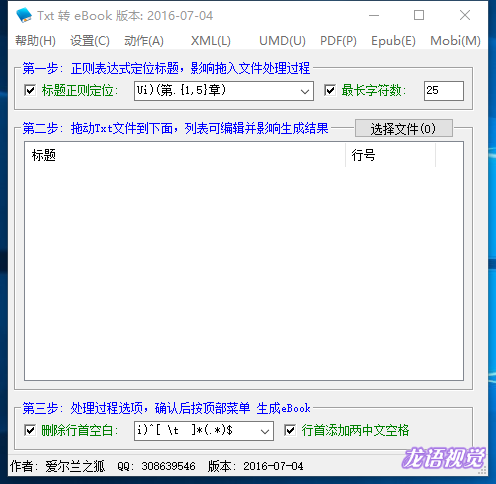 Txt 转 eBook 版本: 2016-07-04
帮助(H) 设置(C) 动作(A) XML(L) UMD(U) PDF(P) Epub(E) Mobi(M)
第一步: 正则表达式定位标题，影响拖入文件处理过程
标题正则定位: Ui)(第.{1,5}章) 最长字符数: 25
第二步: 拖动Txt文件到下面，列表可编辑并影响生成结果 选择文件(O)
标题 行号
第三步: 处理过程选项，确认后按顶部菜单 生成eBook
删除行首空白: i)^[ \t　]*(.*)$ 行首添加两中文空格
作者: 爱尔兰之狐 QQ: 308639546 版本: 2016-07-04
龙语视觉